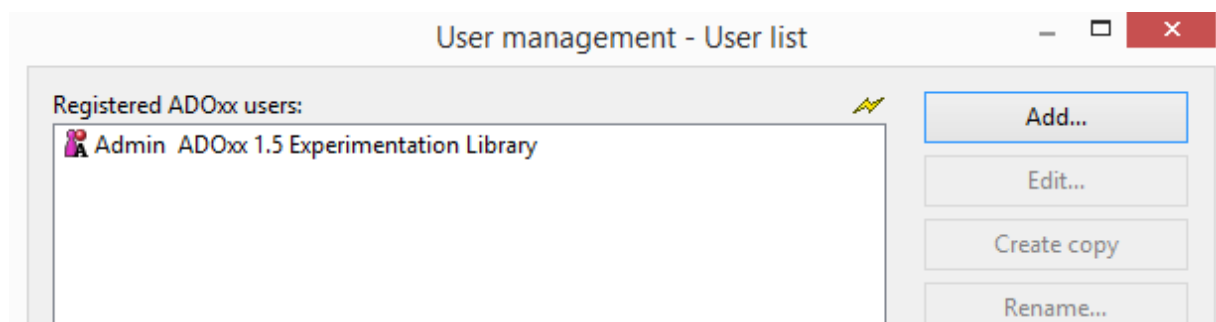 User management - User list
Registered ADOxx users:
Admin ADOxx 1.5 Experimentation Library
Add...
Edit...
Create copy
Rename...